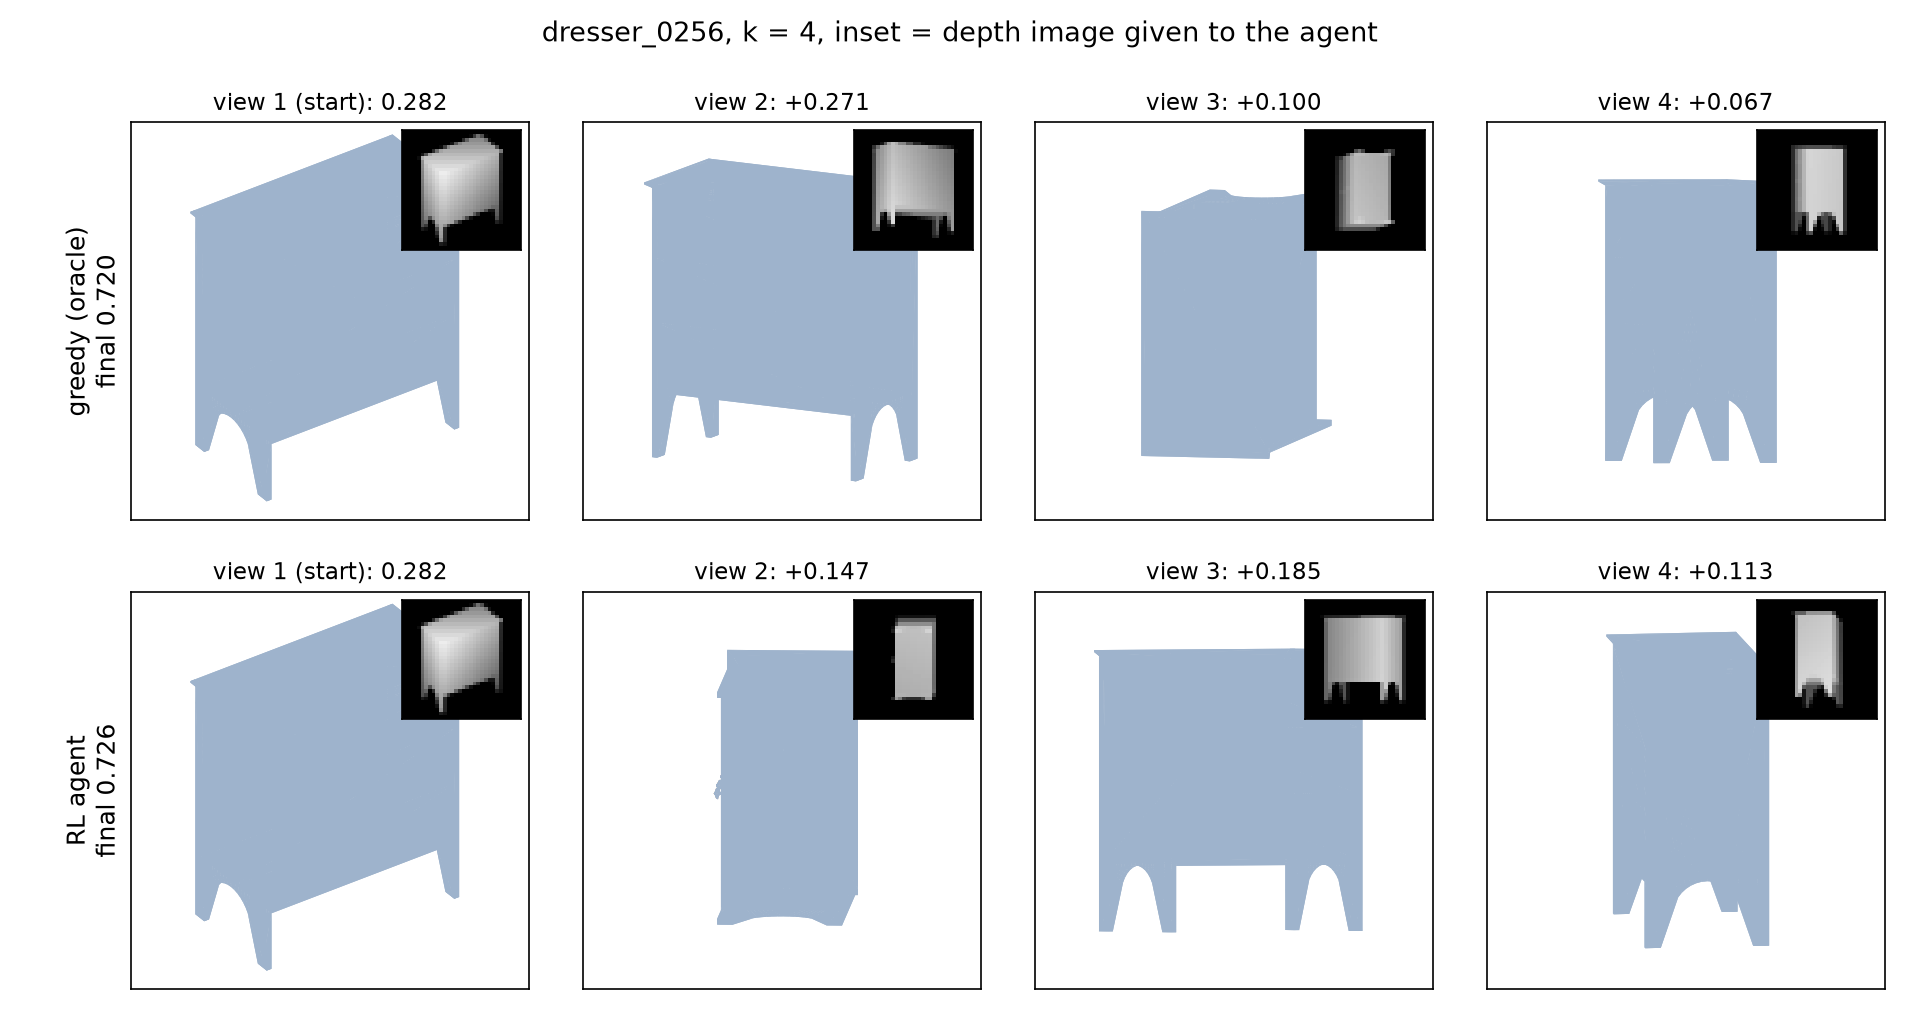 dresser_0256, k = 4, inset = depth image given to the agent
view 1 (start): 0.282
view 2: +0.271
view 3: +0.100
view 4: +0.067
greedy (oracle)
final 0.720
view 1 (start): 0.282
view 2: +0.147
view 3: +0.185
view 4: +0.113
RL agent
final 0.726